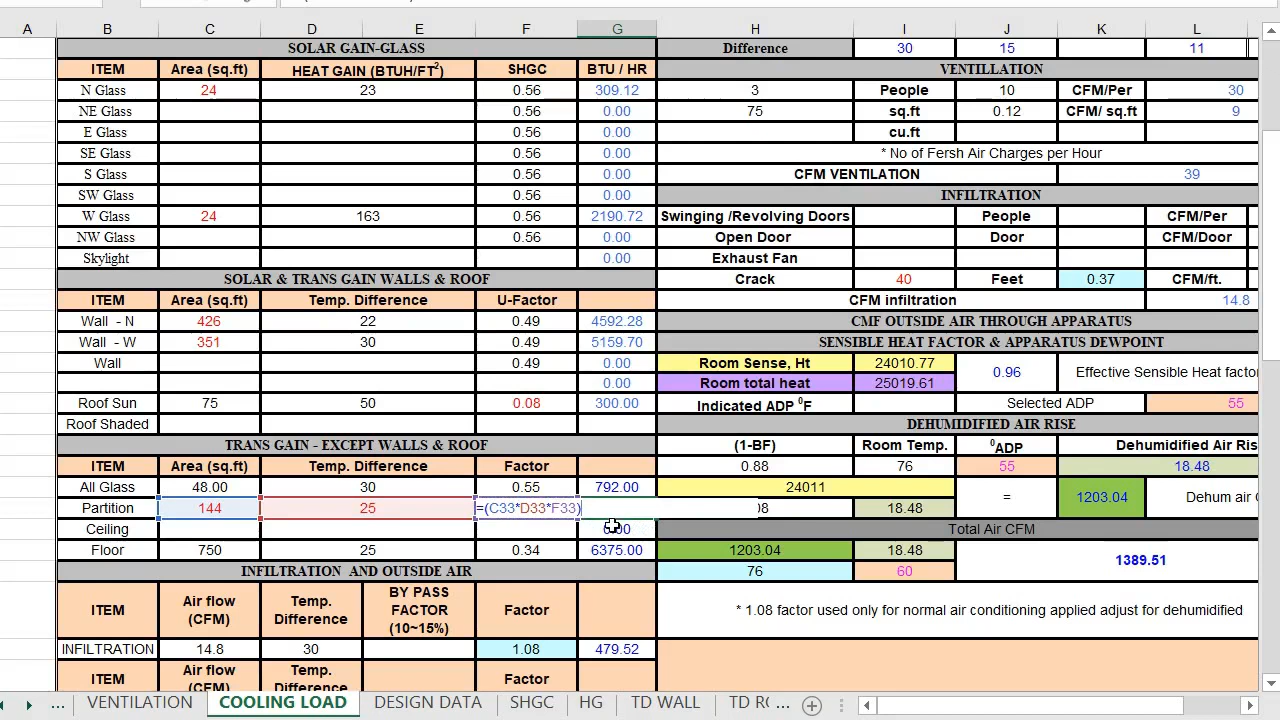 A B C D E F G H I J K L
SOLAR GAIN-GLASS Difference 30 15 11
ITEM Area (sq.ft) HEAT GAIN (BTUH/FT2) SHGC BTU / HR VENTILLATION
N Glass 24 23 0.56 309.12 3 People 10 CFM/Per 30
NE Glass 0.56 0.00 75 sq.ft 0.12 CFM/ sq.ft 9
E Glass 0.56 0.00 cu.ft
SE Glass 0.56 0.00 * No of Fersh Air Charges per Hour
S Glass 0.56 0.00 CFM VENTILATION 39
SW Glass 0.56 0.00 INFILTRATION
W Glass 24 163 0.56 2190.72 Swinging /Revolving Doors People CFM/Per
NW Glass 0.56 0.00 Open Door Door CFM/Door
Skylight 0.00 Exhaust Fan
SOLAR & TRANS GAIN WALLS & ROOF Crack 40 Feet 0.37 CFM/ft.
ITEM Area (sq.ft) Temp. Difference U-Factor CFM infiltration 14.8
Wall - N 426 22 0.49 4592.28 CMF OUTSIDE AIR THROUGH APPARATUS
Wall - W 351 30 0.49 5159.70 SENSIBLE HEAT FACTOR & APPARATUS DEWPOINT
Wall 0.49 0.00 Room Sense, Ht 24010.77 0.96 Effective Sensible Heat factor
0.00 Room total heat 25019.61
Roof Sun 75 50 0.08 300.00 Indicated ADP 0F Selected ADP 55
Roof Shaded DEHUMIDIFIED AIR RISE
TRANS GAIN - EXCEPT WALLS & ROOF (1-BF) Room Temp. 0ADP Dehumidified Air Ris
ITEM Area (sq.ft) Temp. Difference Factor 0.88 76 55 18.48
All Glass 48.00 30 0.55 792.00 24011 = 1203.04 Dehum air
Partition 144 25 =(C33*D33*F33) 08 18.48
Ceiling Total Air CFM
Floor 750 25 0.34 6375.00 1203.04 18.48 1389.51
INFILTRATION AND OUTSIDE AIR 76 60
ITEM Air flow (CFM) Temp. Difference BY PASS FACTOR (10~15%) Factor * 1.08 factor used only for normal air conditioning applied adjust for dehumidified
INFILTRATION 14.8 30 1.08 479.52
ITEM Air flow (CFM) Temp. Difference Factor
... VENTILATION COOLING LOAD DESIGN DATA SHGC HG TD WALL TD RC ...